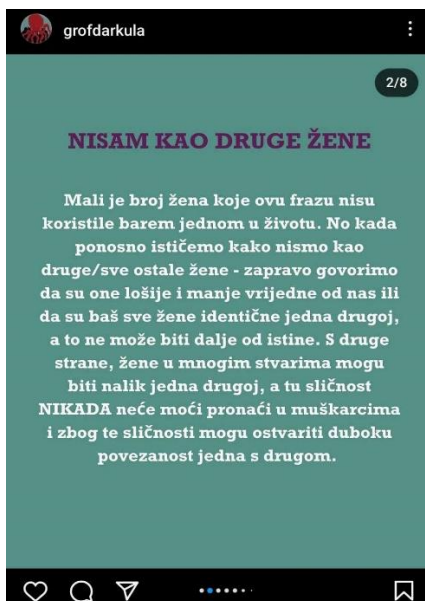 grofdarkula
2/8
NISAM KAO DRUGE ŽENE
Mali je broj žena koje ovu frazu nisu
koristile barem jednom u životu. No kada
ponosno ističemo kako nismo kao
druge/sve ostale žene - zapravo govorimo
da su one lošije i manje vrijedne od nas ili
da su baš sve žene identične jedna drugoj,
a to ne može biti dalje od istine. S druge
strane, žene u mnogim stvarima mogu
biti nalik jedna drugoj, a tu sličnost
NIKADA neće moći pronaći u muškarcima
i zbog te sličnosti mogu ostvariti duboku
povezanost jedna s drugom.